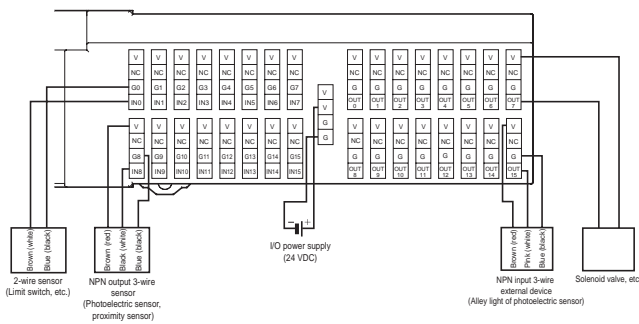 V V V V V V V V V V V V V V V V
NC NC NC NC NC NC NC NC NC NC NC NC NC NC NC NC
G0 G1 G2 G3 G4 G5 G6 G7 G G G G G G G G
IN0 IN1 IN2 IN3 IN4 IN5 IN6 IN7 OUT 0 OUT 1 OUT 2 OUT 3 OUT 4 OUT 5 OUT 6 OUT 7
V
V
G
G
V V V V V V V V V V V V V V V V
NC NC NC NC NC NC NC NC NC NC NC NC NC NC NC NC
G8 G9 G10 G11 G12 G13 G14 G15 G G G G G G G G
IN8 IN9 IN10 IN11 IN12 IN13 IN14 IN15 OUT 8 OUT 9 OUT 10 OUT 11 OUT 12 OUT 13 OUT 14 OUT 15
– +
I/O power supply
(24 VDC)
Brown (white)
Blue (black)
2-wire sensor
(Limit switch, etc.)
Brown (red)
Black (white)
Blue (black)
NPN output 3-wire
sensor
(Photoelectric sensor,
proximity sensor)
Brown (red)
Pink (white)
Blue (black)
NPN input 3-wire
external device
(Alley light of photoelectric sensor)
Solenoid valve, etc.